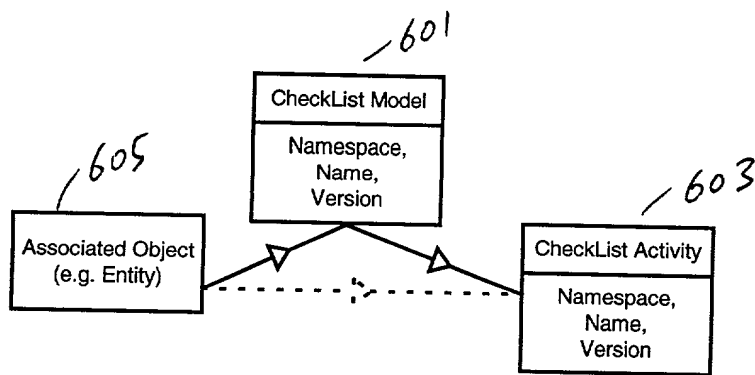 601
CheckList Model
Namespace,
Name,
Version
605
Associated Object
(e.g. Entity)
603
CheckList Activity
Namespace,
Name,
Version